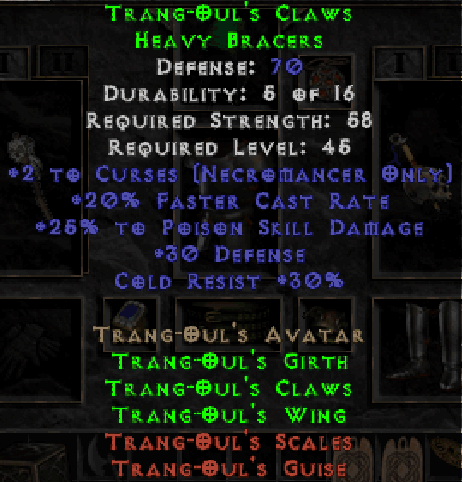 Trang-Oul's Claws
Heavy Bracers
Defense: 70
Durability: 5 of 16
Required Strength: 58
Required Level: 45
+2 to Curses (Necromancer Only)
+20% Faster Cast Rate
+25% to Poison Skill Damage
+30 Defense
Cold Resist +30%
Trang-Oul's Avatar
Trang-Oul's Girth
Trang-Oul's Claws
Trang-Oul's Wing
Trang-Oul's Scales
Trang-Oul's Guise